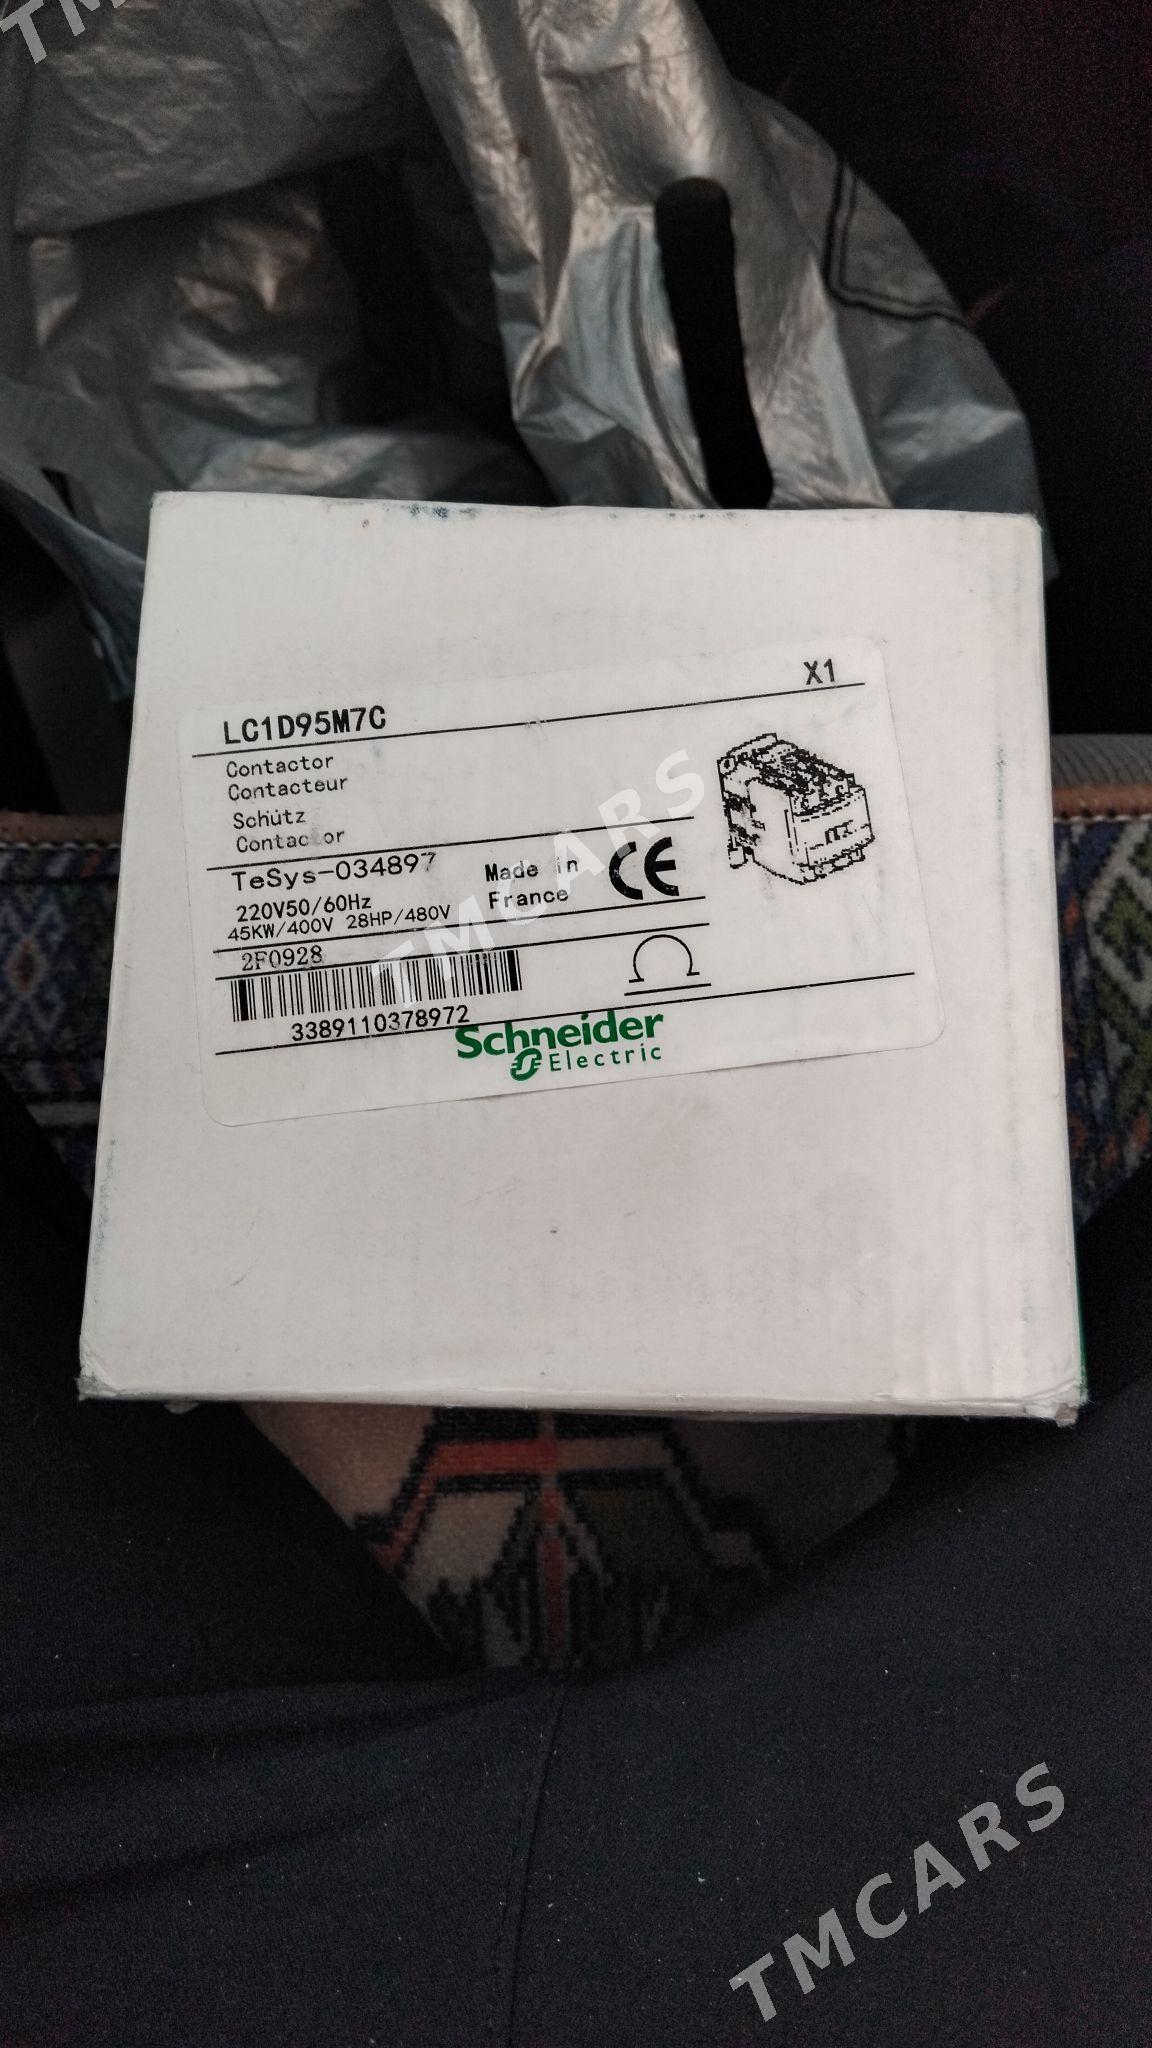 TM
LC1D95M7C
X1
Contactor
Contacteur
Schütz
Contactor
TeSys-034897
Made in
France
CE
220V50/60Hz
45KW/400V 28HP/480V
2F0928
3389110378972
Schneider
Electric
TMCARS
TMCARS